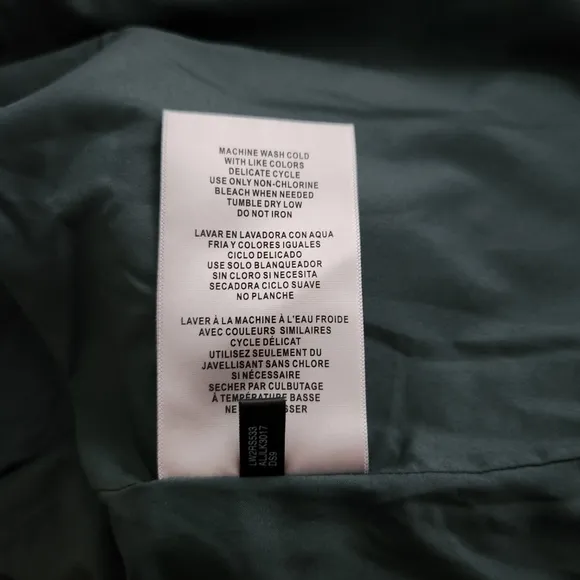 MACHINE WASH COLD
WITH LIKE COLORS
DELICATE CYCLE
USE ONLY NON-CHLORINE
BLEACH WHEN NEEDED
TUMBLE DRY LOW
DO NOT IRON
LAVAR EN LAVADORA CON AQUA
FRIA Y COLORES IGUALES
CICLO DELICADO
USE SOLO BLANQUEADOR
SIN CLORO SI NECESITA
SECADORA CICLO SUAVE
NO PLANCHE
LAVER À LA MACHINE À L'EAU FROIDE
AVEC COULEURS SIMILAIRES
CYCLE DÉLICAT
UTILISEZ SEULEMENT DU
JAVELLISANT SANS CHLORE
SI NÉCESSAIRE
SECHER PAR CULBUTAGE
À TEMPÉRATURE BASSE
NE
LW2RS533
ALJLK3017
DS9